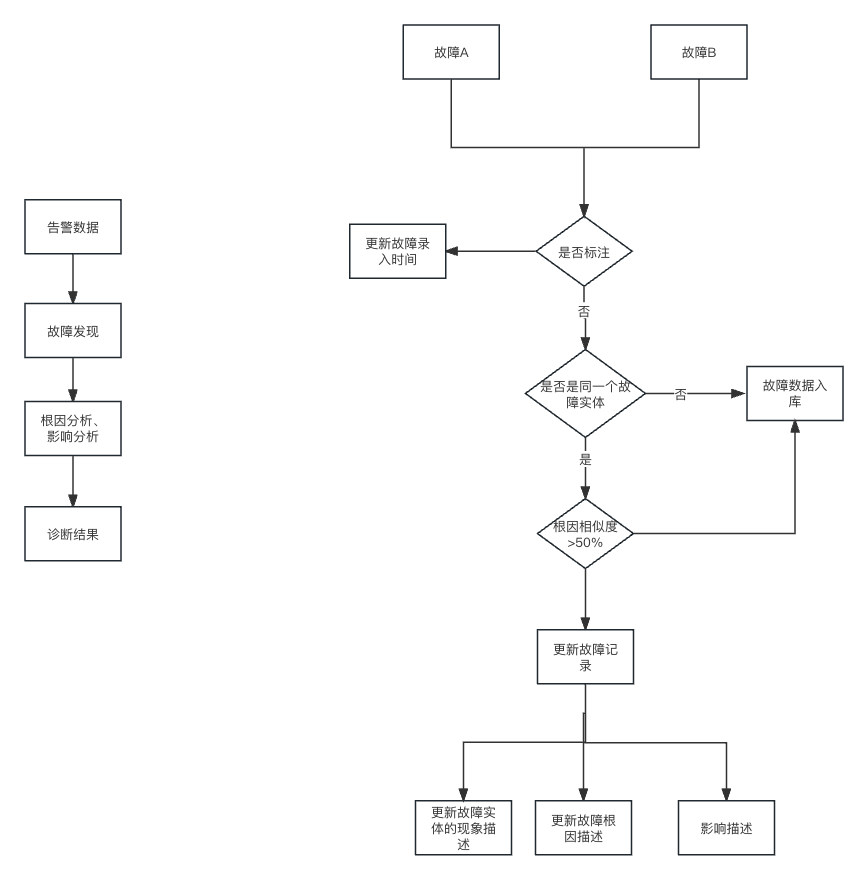 故障A
故障B
告警数据
更新故障录
入时间
是否标注
否
故障发现
是否是同一个故
障实体
否
故障数据入
库
根因分析、
影响分析
是
诊断结果
根因相似度
>50%
更新故障记
录
更新故障实
体的现象描
述
更新故障根
因描述
影响描述